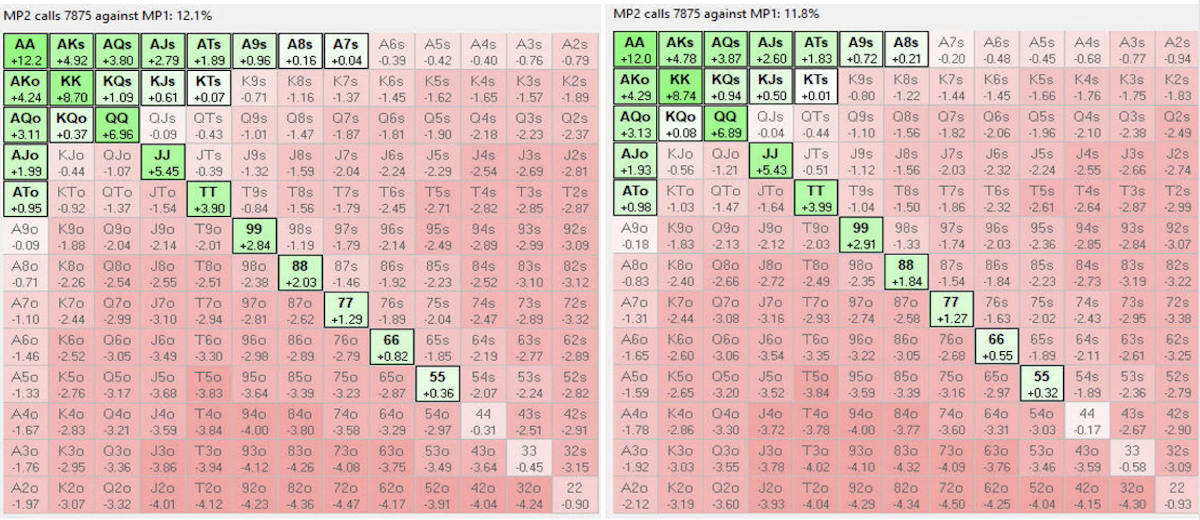 MP2 calls 7875 against MP1: 12.1%
AA AKs AQs AJs ATs A9s A8s A7s A6s A5s A4s A3s A2s
+12.2 +4.92 +3.80 +2.79 +1.89 +0.96 +0.16 +0.04 -0.39 -0.42 -0.40 -0.76 -0.79
AKo KK KQs KJs KTs K9s K8s K7s K6s K5s K4s K3s K2s
+4.24 +8.70 +1.09 +0.61 +0.07 -0.71 -1.16 -1.37 -1.45 -1.62 -1.65 -1.57 -1.89
AQo KQo QQ QJs QTs Q9s Q8s Q7s Q6s Q5s Q4s Q3s Q2s
+3.11 +0.37 +6.96 -0.09 -0.43 -1.01 -1.47 -1.87 -1.81 -1.90 -2.18 -2.23 -2.37
AJo KJo QJo JJ JTs J9s J8s J7s J6s J5s J4s J3s J2s
+1.99 -0.44 -1.07 +5.45 -0.39 -1.32 -1.59 -2.04 -2.24 -2.29 -2.54 -2.69 -2.81
ATo KTo QTo JTo TT T9s T8s T7s T6s T5s T4s T3s T2s
+0.95 -0.92 -1.37 -1.54 +3.90 -0.84 -1.56 -1.79 -2.45 -2.71 -2.82 -2.85 -2.87
A9o K9o Q9o J9o T9o 99 98s 97s 96s 95s 94s 93s 92s
-0.09 -1.88 -2.04 -2.14 -2.01 +2.84 -1.19 -1.79 -2.14 -2.49 -2.89 -2.99 -3.09
A8o K8o Q8o J8o T8o 98o 88 87s 86s 85s 84s 83s 82s
-0.71 -2.26 -2.54 -2.55 -2.51 -2.38 +2.03 -1.46 -1.92 -2.23 -2.52 -3.10 -3.12
A7o K7o Q7o J7o T7o 97o 87o 77 76s 75s 74s 73s 72s
-1.10 -2.44 -2.99 -3.10 -2.94 -2.81 -2.62 +1.29 -1.89 -2.04 -2.47 -2.89 -3.32
A6o K6o Q6o J6o T6o 96o 86o 76o 66 65s 64s 63s 62s
-1.46 -2.52 -3.05 -3.49 -3.30 -2.98 -2.89 -2.79 +0.82 -1.85 -2.19 -2.77 -2.89
A5o K5o Q5o J5o T5o 95o 85o 75o 65o 55 54s 53s 52s
-1.33 -2.76 -3.17 -3.68 -3.83 -3.64 -3.39 -3.23 -2.87 +0.36 -2.07 -2.24 -2.82
A4o K4o Q4o J4o T4o 94o 84o 74o 64o 54o 44 43s 42s
-1.67 -2.83 -3.21 -3.59 -3.84 -4.00 -3.80 -3.58 -3.29 -2.97 -0.31 -2.51 -2.91
A3o K3o Q3o J3o T3o 93o 83o 73o 63o 53o 43o 33 32s
-1.76 -2.95 -3.36 -3.86 -3.94 -4.12 -4.26 -4.08 -3.75 -3.49 -3.64 -0.45 -3.15
A2o K2o Q2o J2o T2o 92o 82o 72o 62o 52o 42o 32o 22
-1.97 -3.07 -3.32 -4.01 -4.12 -4.23 -4.36 -4.47 -4.17 -3.91 -4.04 -4.24 -0.90
MP2 calls 7875 against MP1: 11.8%
AA AKs AQs AJs ATs A9s A8s A7s A6s A5s A4s A3s A2s
+12.0 +4.78 +3.87 +2.60 +1.83 +0.72 +0.21 -0.20 -0.48 -0.45 -0.68 -0.77 -0.94
AKo KK KQs KJs KTs K9s K8s K7s K6s K5s K4s K3s K2s
+4.29 +8.74 +0.94 +0.50 +0.01 -0.80 -1.22 -1.44 -1.45 -1.66 -1.76 -1.75 -1.83
AQo KQo QQ QJs QTs Q9s Q8s Q7s Q6s Q5s Q4s Q3s Q2s
+3.13 +0.08 +6.89 -0.04 -0.44 -1.10 -1.56 -1.82 -2.06 -1.96 -2.10 -2.38 -2.49
AJo KJo QJo JJ JTs J9s J8s J7s J6s J5s J4s J3s J2s
+1.93 -0.56 -1.21 +5.43 -0.51 -1.12 -1.56 -2.03 -2.32 -2.24 -2.55 -2.66 -2.74
ATo KTo QTo JTo TT T9s T8s T7s T6s T5s T4s T3s T2s
+0.98 -1.03 -1.47 -1.64 +3.99 -1.04 -1.50 -1.86 -2.32 -2.61 -2.64 -2.87 -2.99
A9o K9o Q9o J9o T9o 99 98s 97s 96s 95s 94s 93s 92s
-0.18 -1.83 -2.13 -2.12 -2.03 +2.91 -1.33 -1.74 -2.03 -2.36 -2.85 -2.84 -3.07
A8o K8o Q8o J8o T8o 98o 88 87s 86s 85s 84s 83s 82s
-0.83 -2.40 -2.66 -2.72 -2.49 -2.35 +1.84 -1.54 -1.84 -2.23 -2.73 -3.19 -3.22
A7o K7o Q7o J7o T7o 97o 87o 77 76s 75s 74s 73s 72s
-1.31 -2.44 -3.08 -3.16 -2.93 -2.74 -2.58 +1.27 -1.63 -2.02 -2.43 -2.95 -3.38
A6o K6o Q6o J6o T6o 96o 86o 76o 66 65s 64s 63s 62s
-1.65 -2.60 -3.06 -3.54 -3.35 -3.22 -3.05 -2.68 +0.55 -1.89 -2.11 -2.61 -3.25
A5o K5o Q5o J5o T5o 95o 85o 75o 65o 55 54s 53s 52s
-1.59 -2.65 -3.20 -3.52 -3.84 -3.59 -3.39 -3.16 -2.97 +0.32 -1.89 -2.36 -2.79
A4o K4o Q4o J4o T4o 94o 84o 74o 64o 54o 44 43s 42s
-1.78 -2.86 -3.30 -3.72 -3.78 -4.00 -3.77 -3.60 -3.31 -3.03 -0.17 -2.67 -2.90
A3o K3o Q3o J3o T3o 93o 83o 73o 63o 53o 43o 33 32s
-1.92 -3.03 -3.55 -3.78 -4.02 -4.10 -4.32 -4.09 -3.76 -3.46 -3.59 -0.58 -3.09
A2o K2o Q2o J2o T2o 92o 82o 72o 62o 52o 42o 32o 22
-2.12 -3.19 -3.60 -3.93 -4.04 -4.29 -4.34 -4.50 -4.25 -4.04 -4.15 -4.30 -0.93